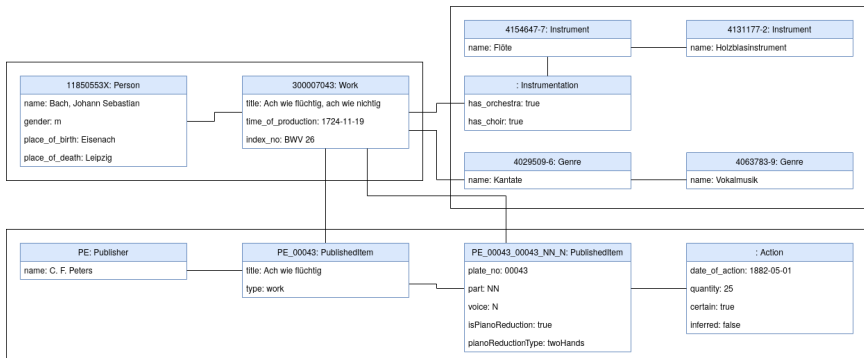 4154647-7: Instrument
name: Flöte
4131177-2: Instrument
name: Holzblasinstrument
11850553X: Person
name: Bach, Johann Sebastian
gender: m
place_of_birth: Eisenach
place_of_death: Leipzig
300007043: Work
title: Ach wie flüchtig, ach wie nichtig
time_of_production: 1724-11-19
index_no: BWV 26
: Instrumentation
has_orchestra: true
has_choir: true
4029509-6: Genre
name: Kantate
4063783-9: Genre
name: Vokalmusik
PE: Publisher
name: C. F. Peters
PE_00043: PublishedItem
title: Ach wie flüchtig
type: work
PE_00043_00043_NN_N: PublishedItem
plate_no: 00043
part: NN
voice: N
isPianoReduction: true
pianoReductionType: twoHands
: Action
date_of_action: 1882-05-01
quantity: 25
certain: true
inferred: false